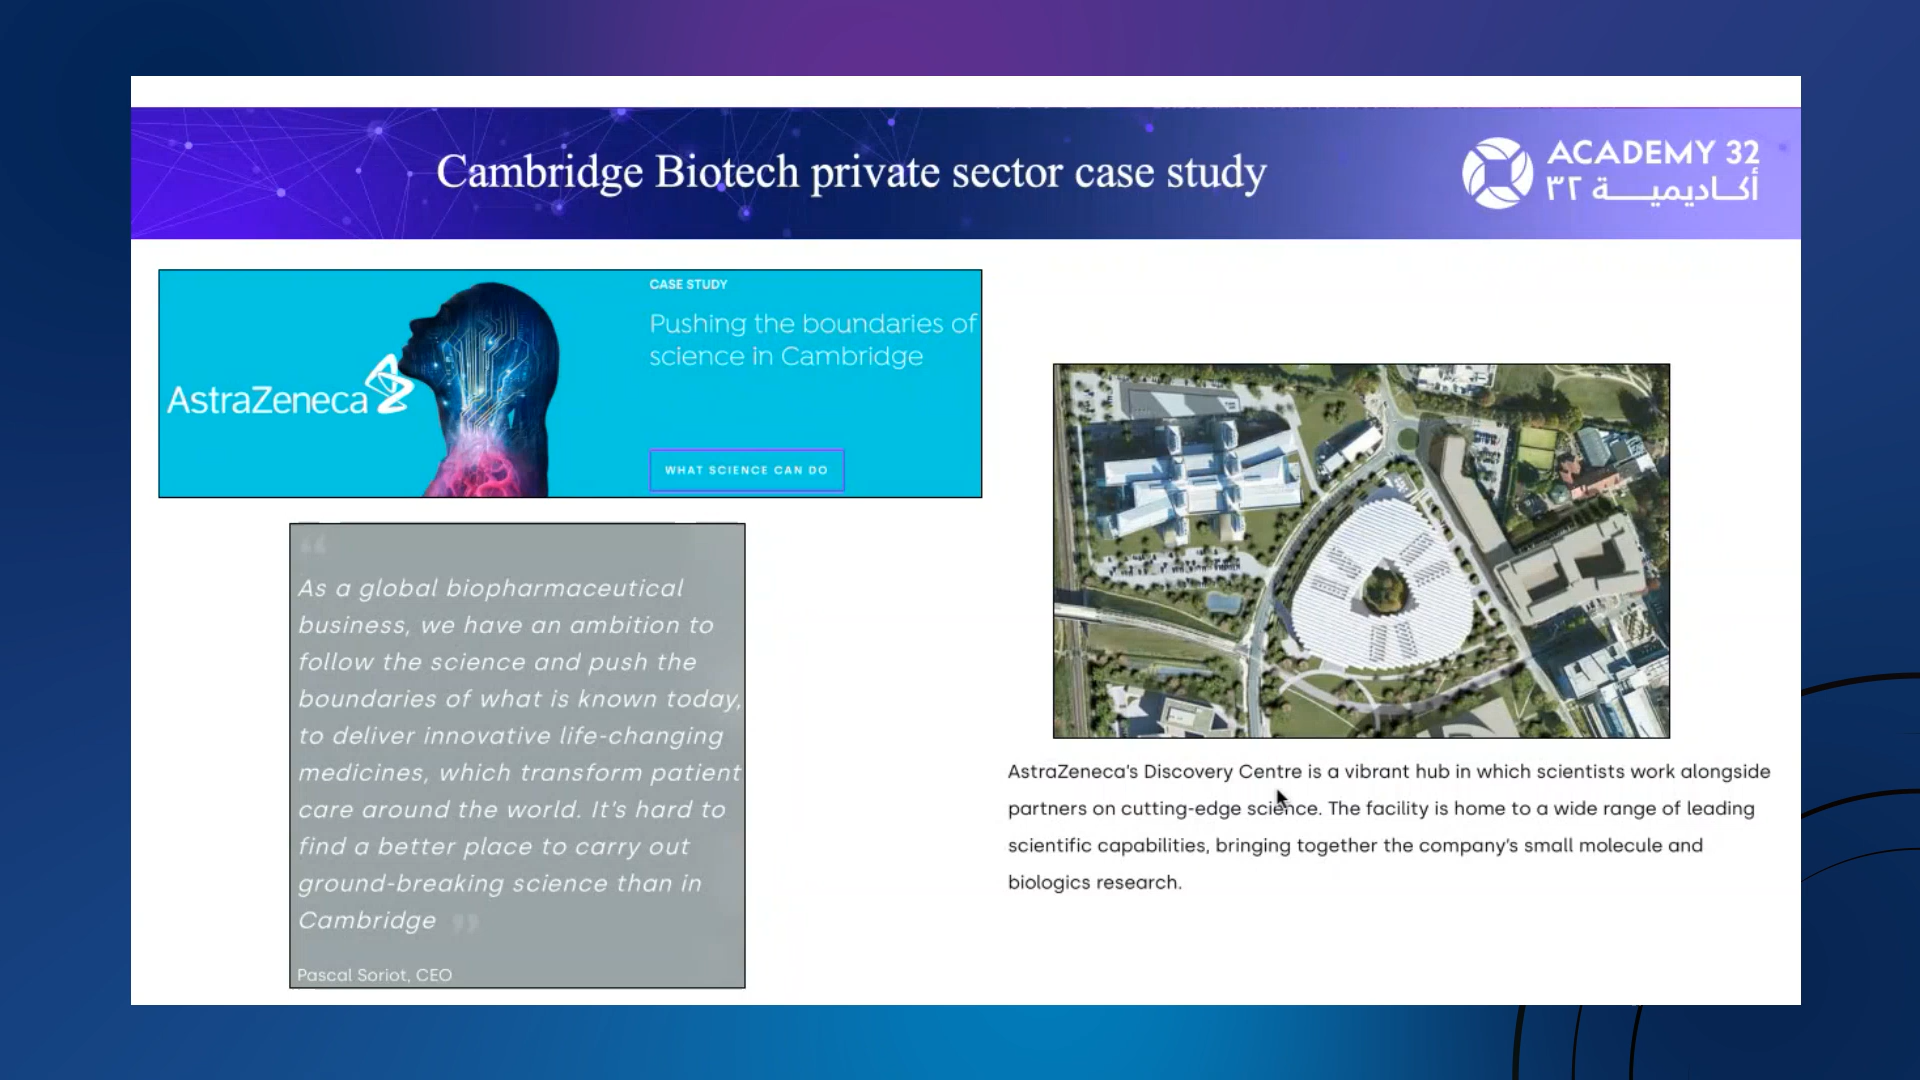 Cambridge Biotech private sector case study
ACADEMY 32
أكـاديميـــة ٣٢
CASE STUDY
Pushing the boundaries of
science in Cambridge
AstraZeneca
WHAT SCIENCE CAN DO
“
As a global biopharmaceutical
business, we have an ambition to
follow the science and push the
boundaries of what is known today,
to deliver innovative life-changing
medicines, which transform patient
care around the world. It's hard to
find a better place to carry out
ground-breaking science than in
Cambridge ”
Pascal Soriot, CEO
AstraZeneca's Discovery Centre is a vibrant hub in which scientists work alongside
partners on cutting-edge science. The facility is home to a wide range of leading
scientific capabilities, bringing together the company's small molecule and
biologics research.